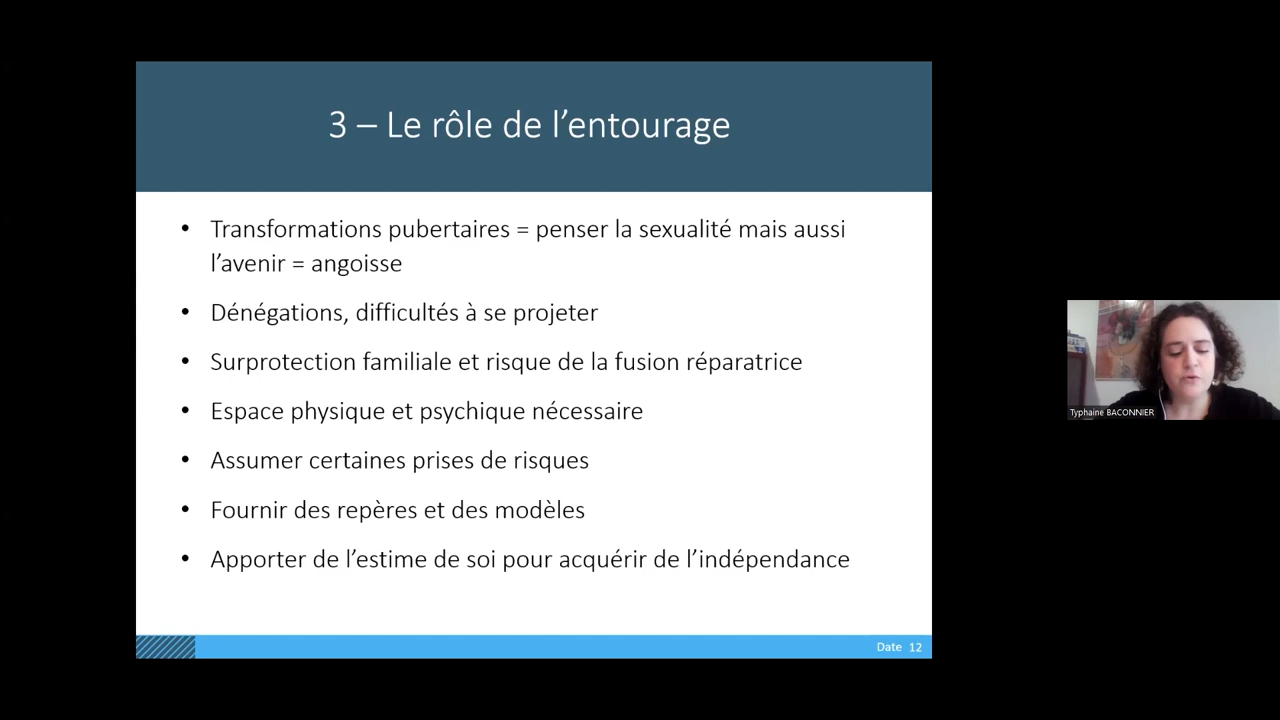 3 – Le rôle de l’entourage
• Transformations pubertaires = penser la sexualité mais aussi
l’avenir = angoisse
• Dénégations, difficultés à se projeter
• Surprotection familiale et risque de la fusion réparatrice
• Espace physique et psychique nécessaire
• Assumer certaines prises de risques
• Fournir des repères et des modèles
• Apporter de l’estime de soi pour acquérir de l’indépendance
Date 12
Typhaine BACONNIER